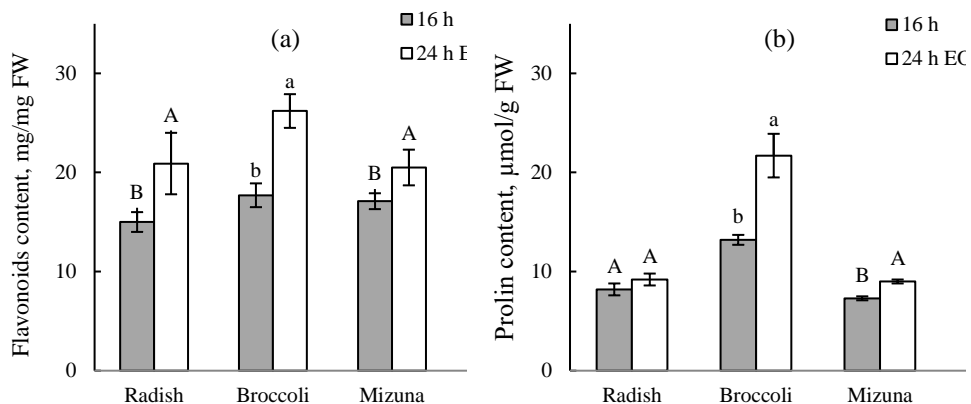 Flavonoids content, mg/mg FW
30
20
10
0
(a)
16 h
24 h E
B
A
b
a
B
A
Radish
Broccoli
Mizuna
Prolin content, µmol/g FW
30
20
10
0
(b)
16 h
24 h EC
A
A
b
a
B
A
Radish
Broccoli
Mizuna